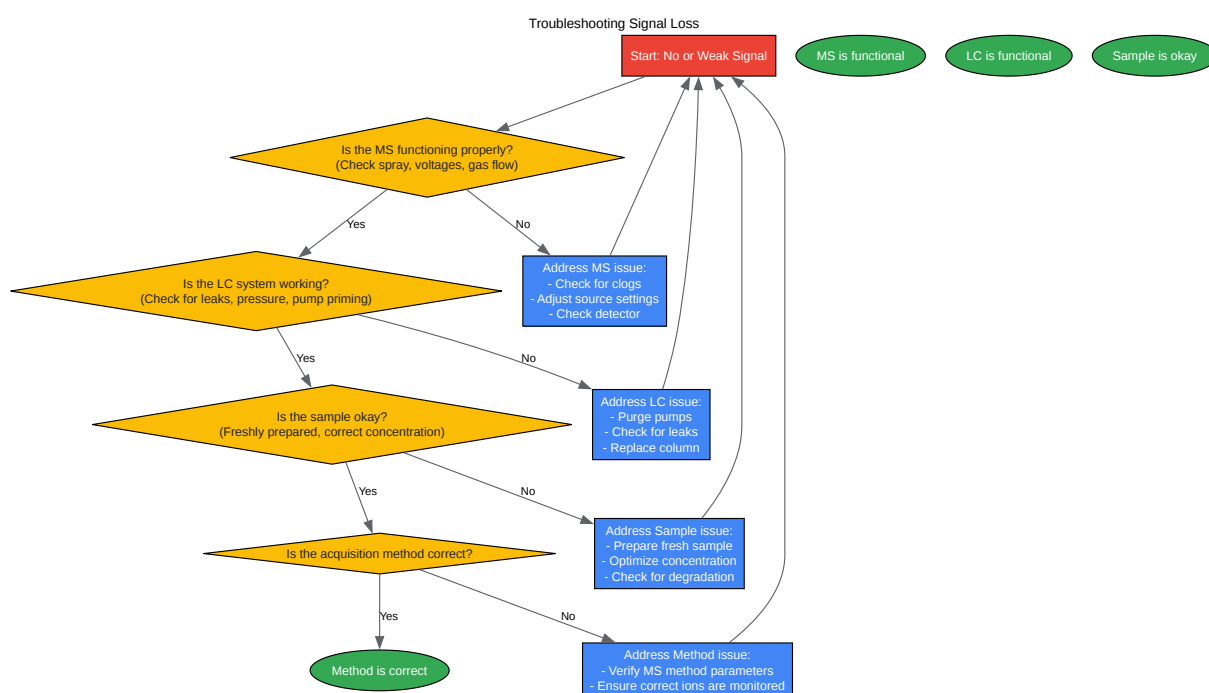 Troubleshooting Signal Loss
Start: No or Weak Signal
MS is functional
LC is functional
Sample is okay
Is the MS functioning properly?
(Check spray, voltages, gas flow)
Yes
No
Is the LC system working?
(Check for leaks, pressure, pump priming)
Address MS issue:
- Check for clogs
- Adjust source settings
- Check detector
Yes
No
Is the sample okay?
(Freshly prepared, correct concentration)
Address LC issue:
- Purge pumps
- Check for leaks
- Replace column
Yes
No
Is the acquisition method correct?
Address Sample issue:
- Prepare fresh sample
- Optimize concentration
- Check for degradation
Yes
No
Method is correct
Address Method issue:
- Verify MS method parameters
- Ensure correct ions are monitored